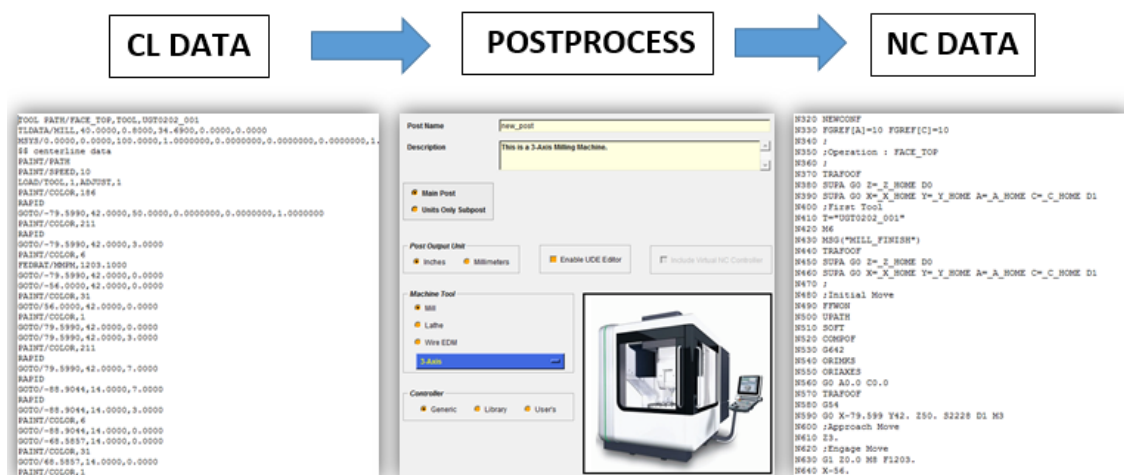 CL DATA
POSTPROCESS
NC DATA
TOOL PATH/FACE_TOP,TOOL,UGT0202_001
TLDATA/MILL,40.0000,0.8000,34.6900,0.0000,0.0000
MSYS/0.0000,0.0000,100.0000,1.0000000,0.0000000,0.0000000,0.0000000,1.
$$ centerline data
PAINT/PATH
PAINT/SPEED,10
LOAD/TOOL,1,ADJUST,1
PAINT/COLOR,186
RAPID
GOTO/-79.5990,42.0000,50.0000,0.0000000,0.0000000,1.0000000
PAINT/COLOR,211
RAPID
GOTO/-79.5990,42.0000,3.0000
PAINT/COLOR,6
FEDRAT/MMPM,1203.1000
GOTO/-79.5990,42.0000,0.0000
GOTO/-56.0000,42.0000,0.0000
PAINT/COLOR,31
GOTO/56.0000,42.0000,0.0000
PAINT/COLOR,1
GOTO/79.5990,42.0000,0.0000
GOTO/79.5990,42.0000,3.0000
PAINT/COLOR,211
RAPID
GOTO/79.5990,42.0000,7.0000
RAPID
GOTO/-88.9044,14.0000,7.0000
RAPID
GOTO/-88.9044,14.0000,3.0000
PAINT/COLOR,6
GOTO/-88.9044,14.0000,0.0000
GOTO/-68.5857,14.0000,0.0000
PAINT/COLOR,31
GOTO/68.5857,14.0000,0.0000
PAINT/COLOR,1
Post Name
new_post
Description
This is a 3-Axis Milling Machine.
Main Post
Units Only Subpost
Post Output Unit
Inches
Millimeters
Enable UDE Editor
Include Virtual NC Controller
Machine Tool
Mill
Lathe
Wire EDM
3-Axis
Controller
Generic
Library
User's
N320 NEWCONF
N330 FGREF[A]=10 FGREF[C]=10
N340 ;
N350 ;Operation : FACE_TOP
N360 ;
N370 TRAFOOF
N380 SUPA G0 Z=_Z_HOME D0
N390 SUPA G0 X=_X_HOME Y=_Y_HOME A=_A_HOME C=_C_HOME D1
N400 ;First Tool
N410 T="UGT0202_001"
N420 M6
N430 MSG("MILL_FINISH")
N440 TRAFOOF
N450 SUPA G0 Z=_Z_HOME D0
N460 SUPA G0 X=_X_HOME Y=_Y_HOME A=_A_HOME C=_C_HOME D1
N470 ;
N480 ;Initial Move
N490 FFWON
N500 UPATH
N510 SOFT
N520 COMPOF
N530 G642
N540 ORIMKS
N550 ORIAXES
N560 G0 A0.0 C0.0
N570 TRAFOOF
N580 G54
N590 G0 X-79.599 Y42. Z50. S2228 D1 M3
N600 ;Approach Move
N610 Z3.
N620 ;Engage Move
N630 G1 Z0.0 M8 F1203.
N640 X-56.